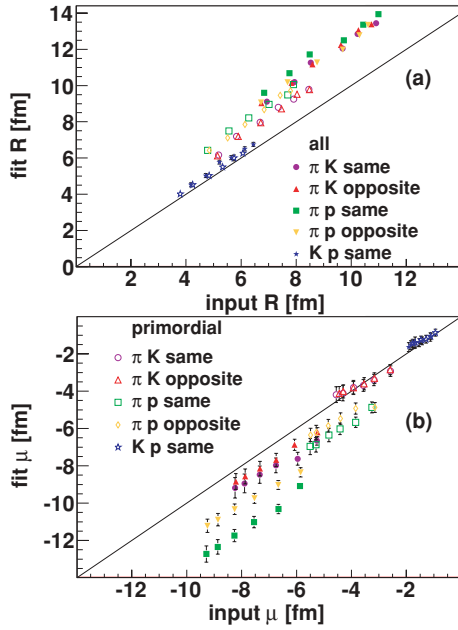 14
12
10
8
6
4
2
0
fit R [fm]
(a)
all
π K same
π K opposite
π p same
π p opposite
K p same
2 4 6 8 10 12
input R [fm]
primordial
π K same
π K opposite
π p same
π p opposite
K p same
-2
-4
-6
-8
-10
-12
fit μ [fm]
(b)
-12 -10 -8 -6 -4 -2
input μ [fm]